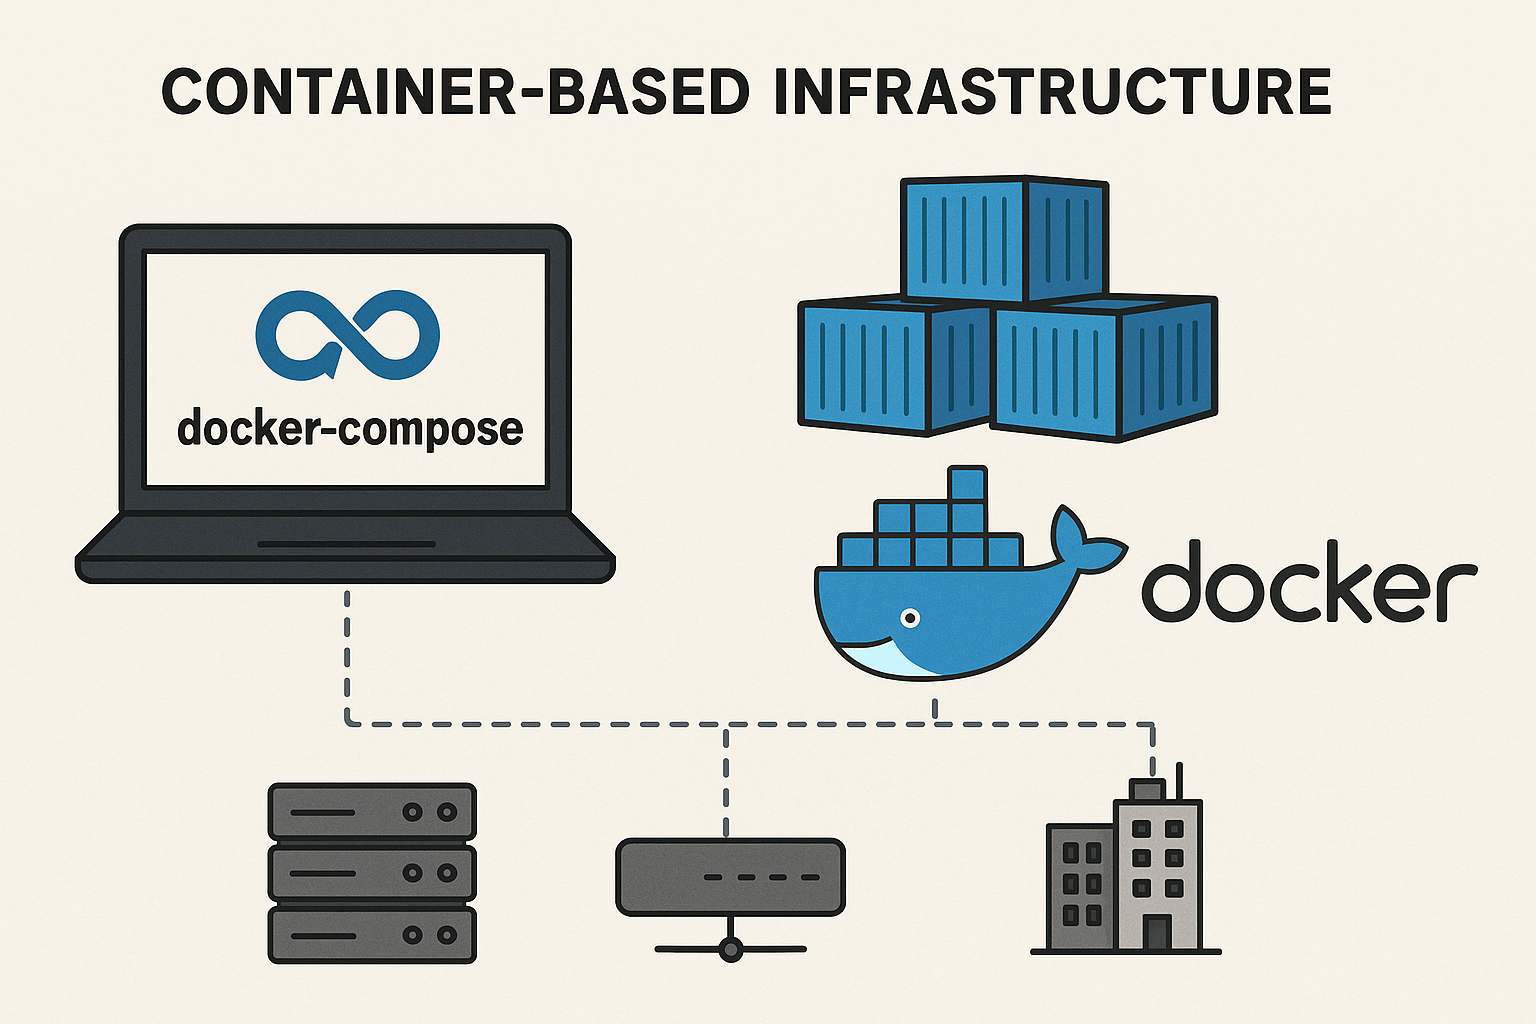 CONTAINER-BASED INFRASTRUCTURE
docker-compose
docker